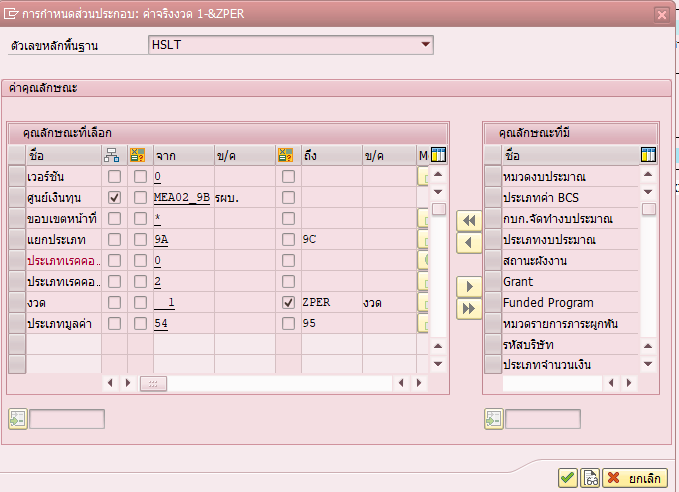 การกำหนดส่วนประกอบ: ค่าจริงงวด 1-&ZPER
ตัวเลขหลักพื้นฐาน HSLT
ค่าคุณลักษณะ
คุณลักษณะที่เลือก
ชื่อ จาก ข/ค ถึง ข/ค M
เวอร์ชัน 0
ศูนย์เงินทุน MEA02_9B รผบ.
ขอบเขตหน้าที่ *
แยกประเภท 9A 9C
ประเภทเรคคอ.. 0
ประเภทเรคคอ.. 2
งวด 1 ZPER งวด
ประเภทมูลค่า 54 95
คุณลักษณะที่มี
ชื่อ
หมวดงบประมาณ
ประเภทค่า BCS
กบก.จัดทำงบประมาณ
ประเภทงบประมาณ
สถานะผังงาน
Grant
Funded Program
หมวดรายการภาระผูกพัน
รหัสบริษัท
ประเภทจำนวนเงิน
ยกเลิก